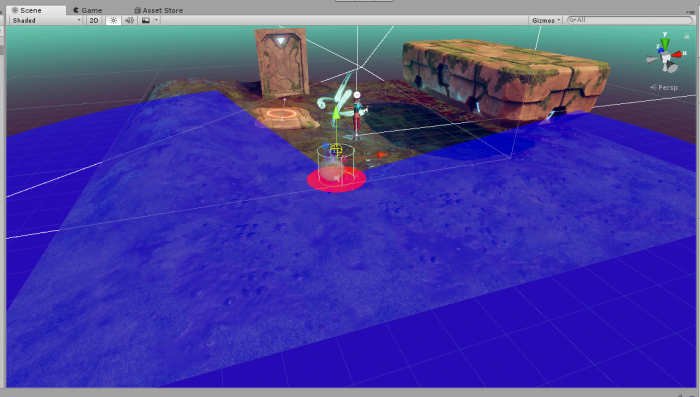 Scene Game Asset Store
Shaded 2D Gizmos All
y
x
z
Persp